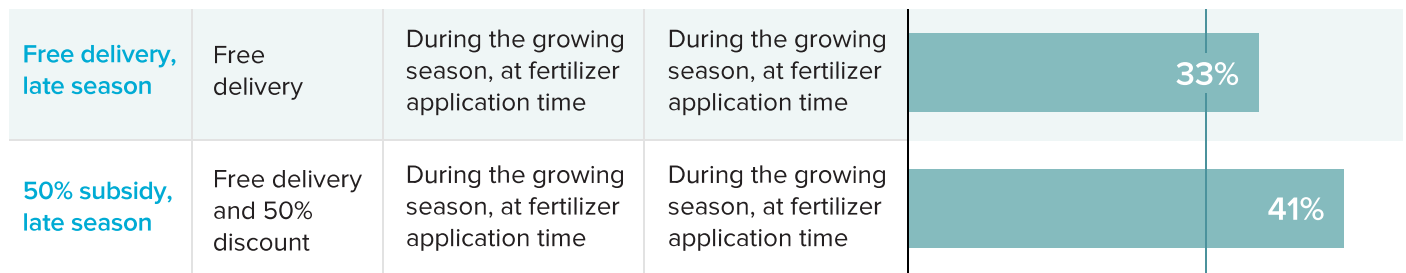 Free delivery,
late season
Free
delivery
During the growing
season, at fertilizer
application time
During the growing
season, at fertilizer
application time
33%
50% subsidy,
late season
Free delivery
and 50%
discount
During the growing
season, at fertilizer
application time
During the growing
season, at fertilizer
application time
41%